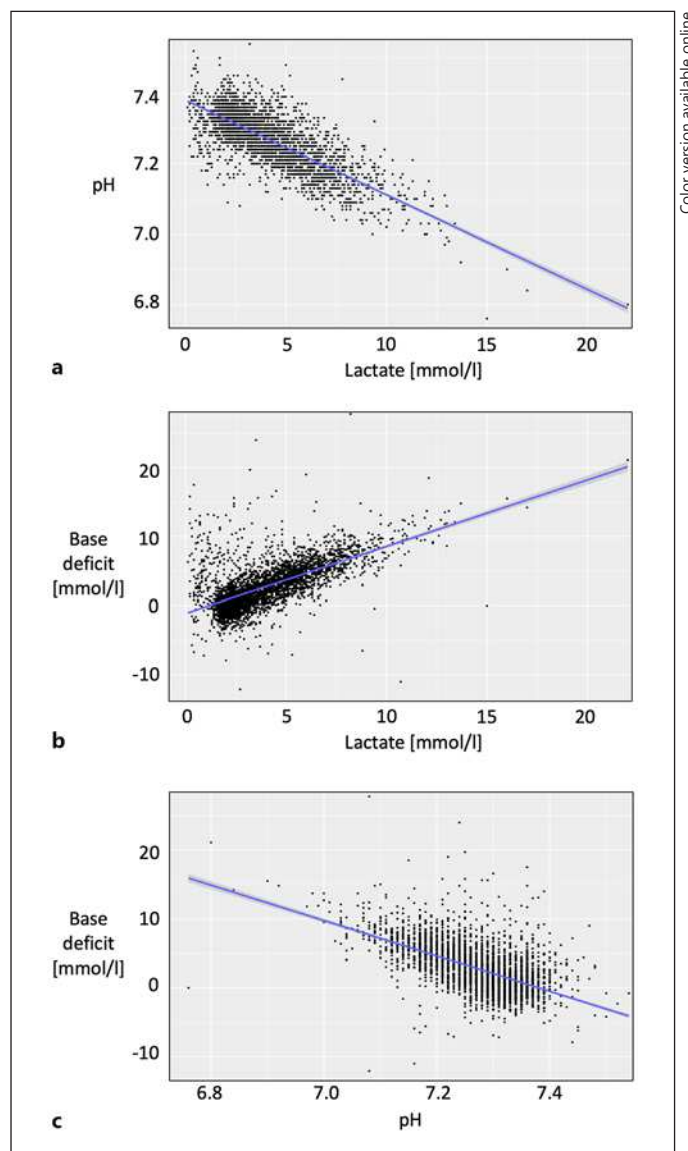 Color version available online
7.4
7.2
pH
7.0
6.8
0 5 10 15 20
Lactate [mmol/l]
a
20
Base
10
deficit
[mmol/l]
0
-10
0 5 10 15 20
Lactate [mmol/l]
b
20
Base
10
deficit
[mmol/l]
0
-10
6.8 7.0 7.2 7.4
pH
c